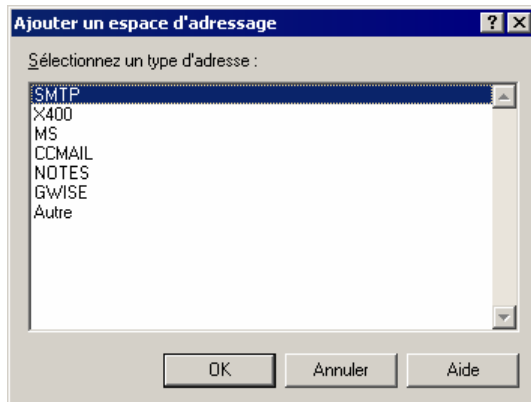 Ajouter un espace d'adressage
Sélectionnez un type d'adresse :
SMTP
X400
MS
CCMAIL
NOTES
GWISE
Autre
OK Annuler Aide